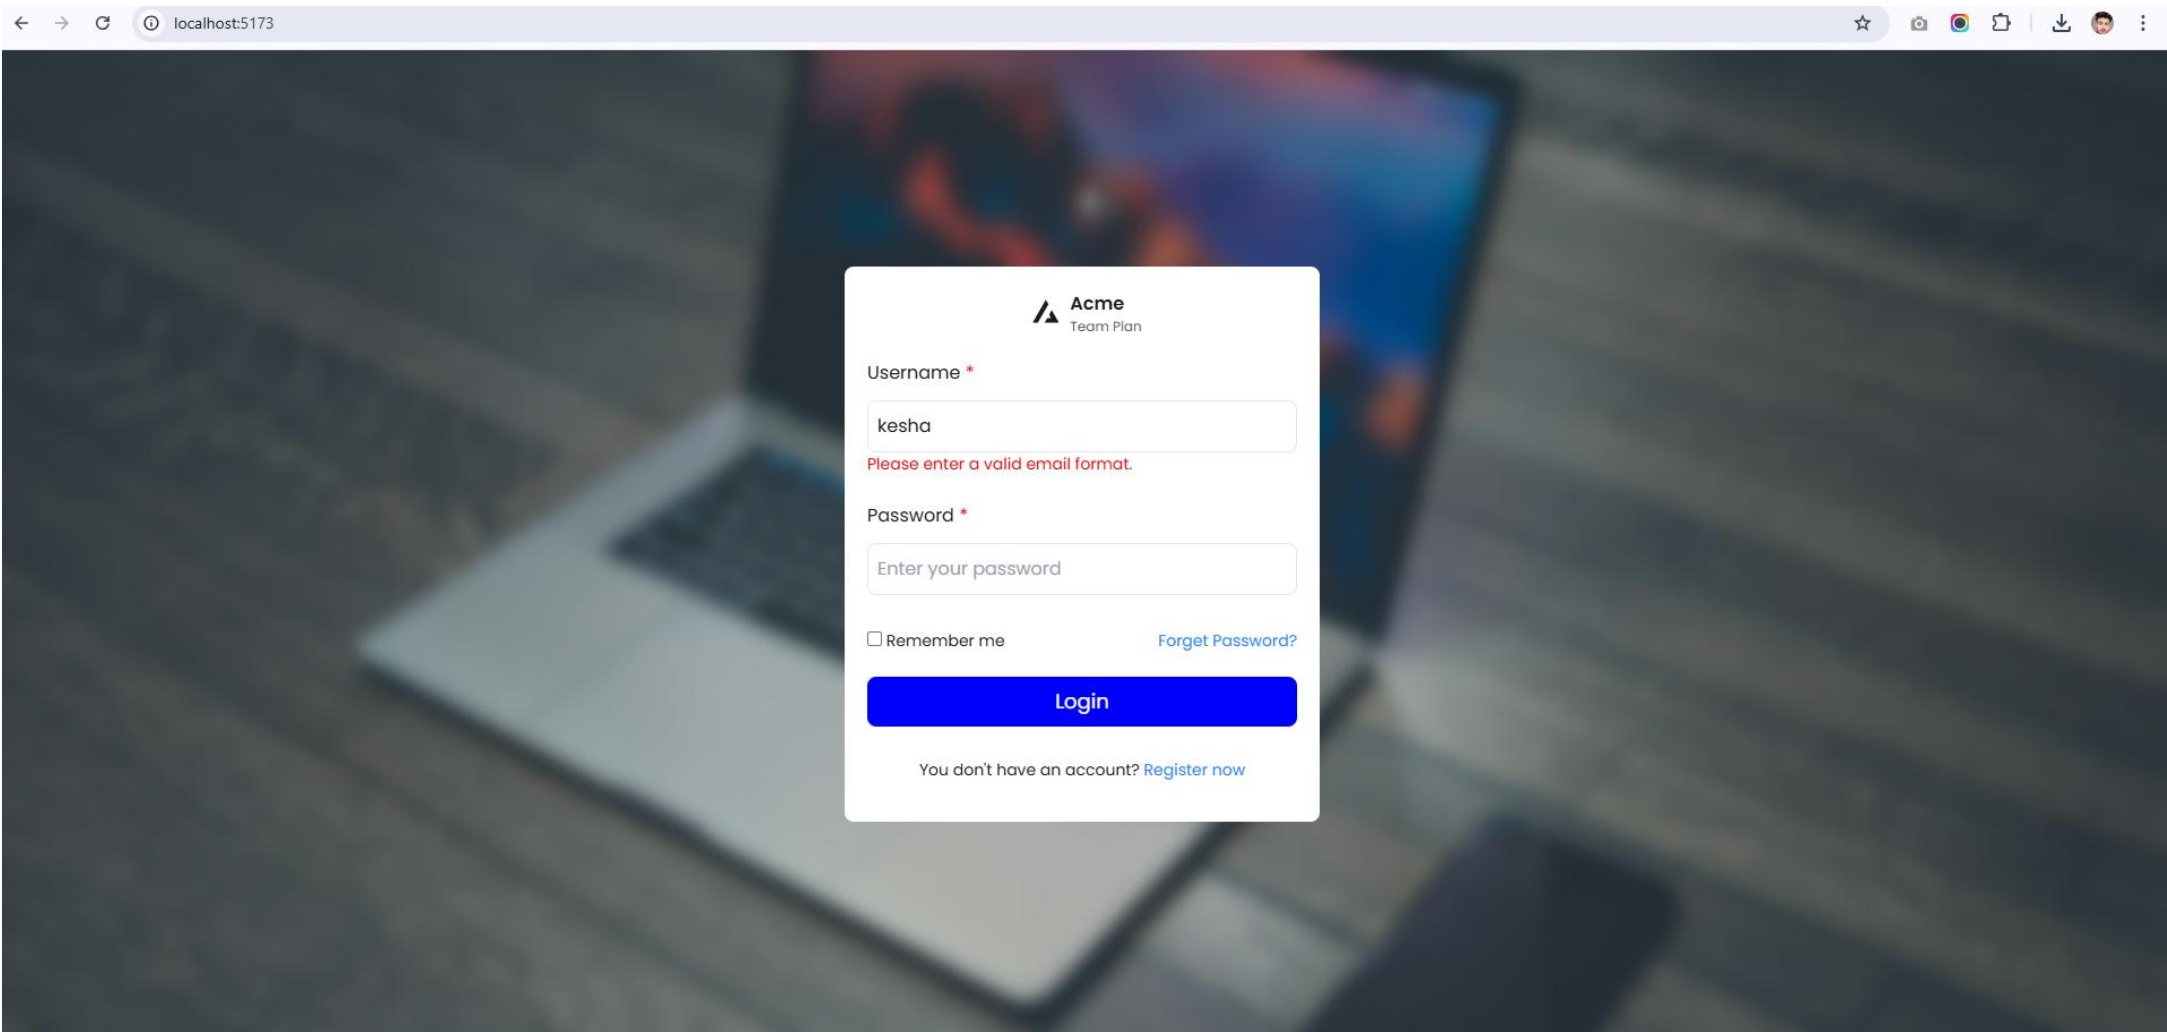 localhost:5173
Acme
Team Plan
Username *
kesha
Please enter a valid email format.
Password *
Enter your password
Remember me Forget Password?
Login
You don't have an account? Register now